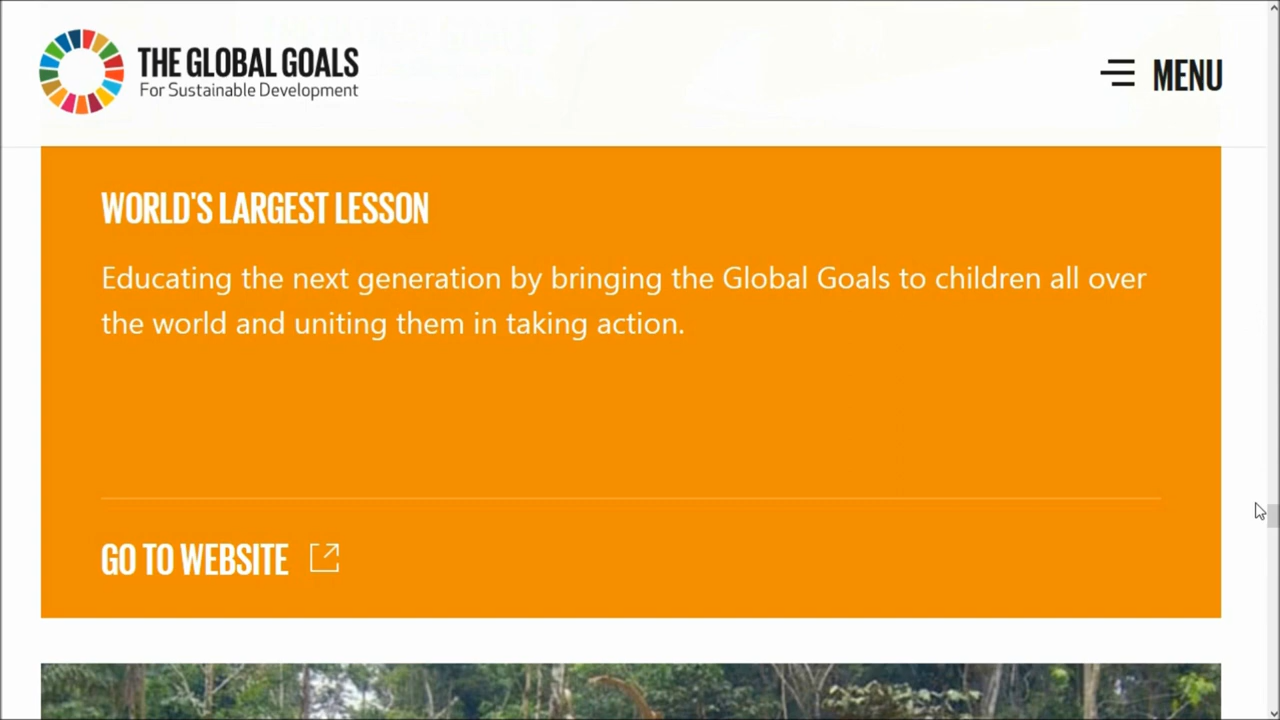 THE GLOBAL GOALS
For Sustainable Development
MENU
WORLD'S LARGEST LESSON
Educating the next generation by bringing the Global Goals to children all over
the world and uniting them in taking action.
GO TO WEBSITE